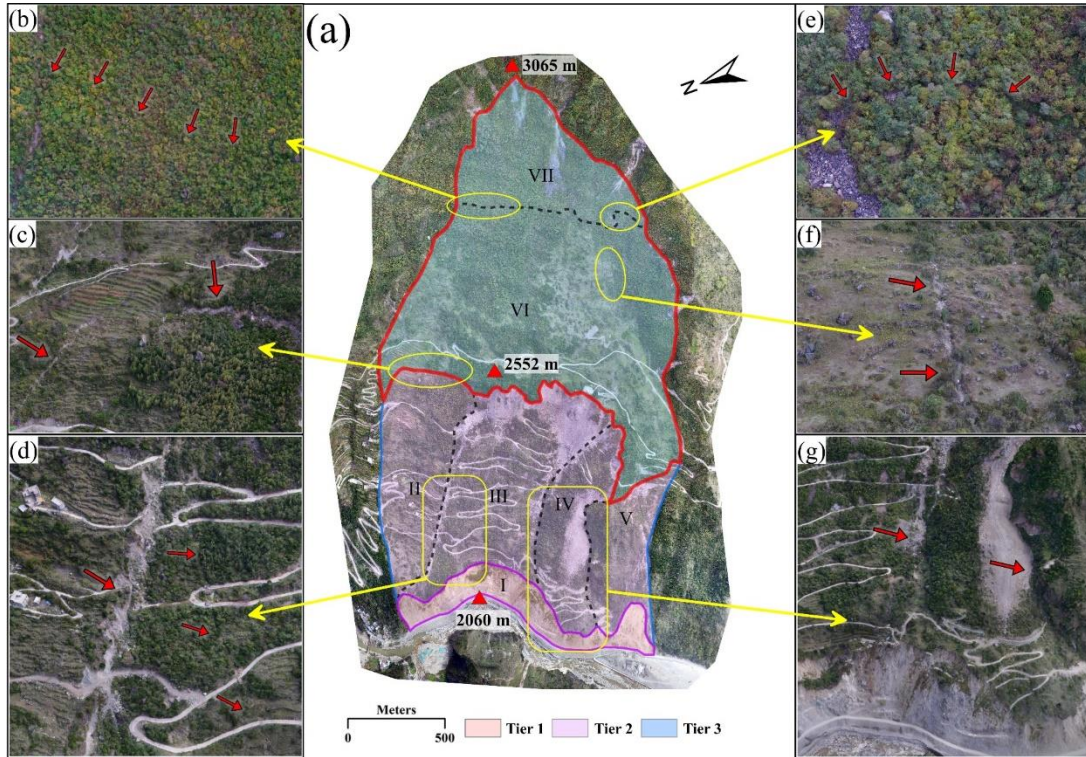 (b)
(a)
(e)
3065 m
N
VII
(c)
(f)
VI
2552 m
(d)
(g)
II
III
IV
V
I
2060 m
Meters
0
500
Tier 1
Tier 2
Tier 3